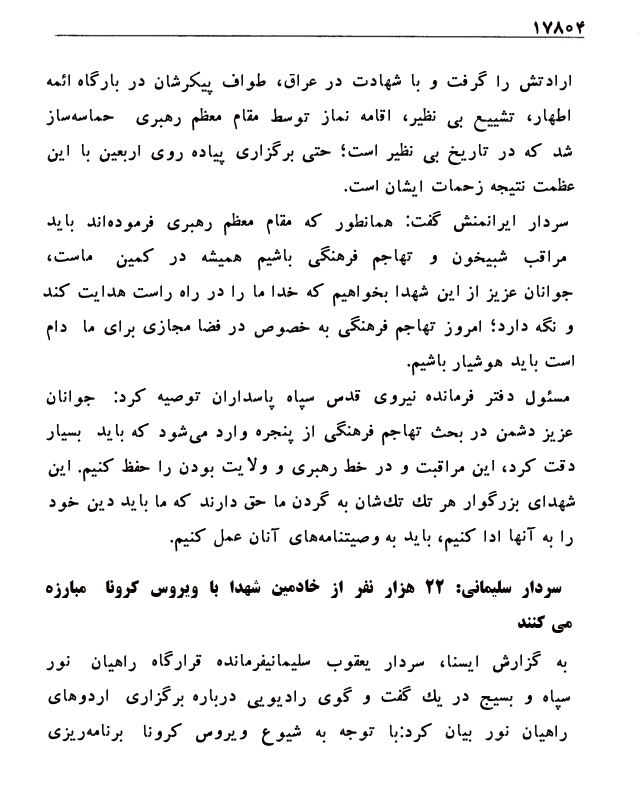 ۱۷۸۰۴
ارادتش را گرفت و با شهادت در عراق، طواف پیکرشان در بارگاه ائمه
اطهار، تشییع بی نظیر، اقامه نماز توسط مقام معظم رهبری حماسه‌ساز
شد که در تاریخ بی نظیر است؛ حتی برگزاری پیاده روی اربعین با این
عظمت نتیجه زحمات ایشان است.
سردار ایرانمنش گفت: همانطور که مقام معظم رهبری فرموده‌اند باید
مراقب شبیخون و تهاجم فرهنگی باشیم همیشه در کمین ماست،
جوانان عزیز از این شهدا بخواهیم که خدا ما را در راه راست هدایت کند
و نگه دارد؛ امروز تهاجم فرهنگی به خصوص در فضا مجازی برای ما دام
است باید هوشیار باشیم.
مسئول دفتر فرمانده نیروی قدس سپاه پاسداران توصیه کرد: جوانان
عزیز دشمن در بحث تهاجم فرهنگی از پنجره وارد می‌شود که باید بسیار
دقت کرد، این مراقبت و در خط رهبری و ولایت بودن را حفظ کنیم. این
شهدای بزرگوار هر تك تك‌شان به گردن ما حق دارند که ما باید دین خود
را به آنها ادا کنیم، باید به وصیتنامه‌های آنان عمل کنیم.
سردار سلیمانی: ۲۲ هزار نفر از خادمین شهدا با ویروس کرونا مبارزه
می کنند
به گزارش ایسنا، سردار یعقوب سلیمانیفرمانده قرارگاه راهیان نور
سپاه و بسیج در یك گفت و گوی رادیویی درباره برگزاری اردوهای
راهیان نور بیان کرد:با توجه به شیوع ویروس کرونا برنامه‌ریزی